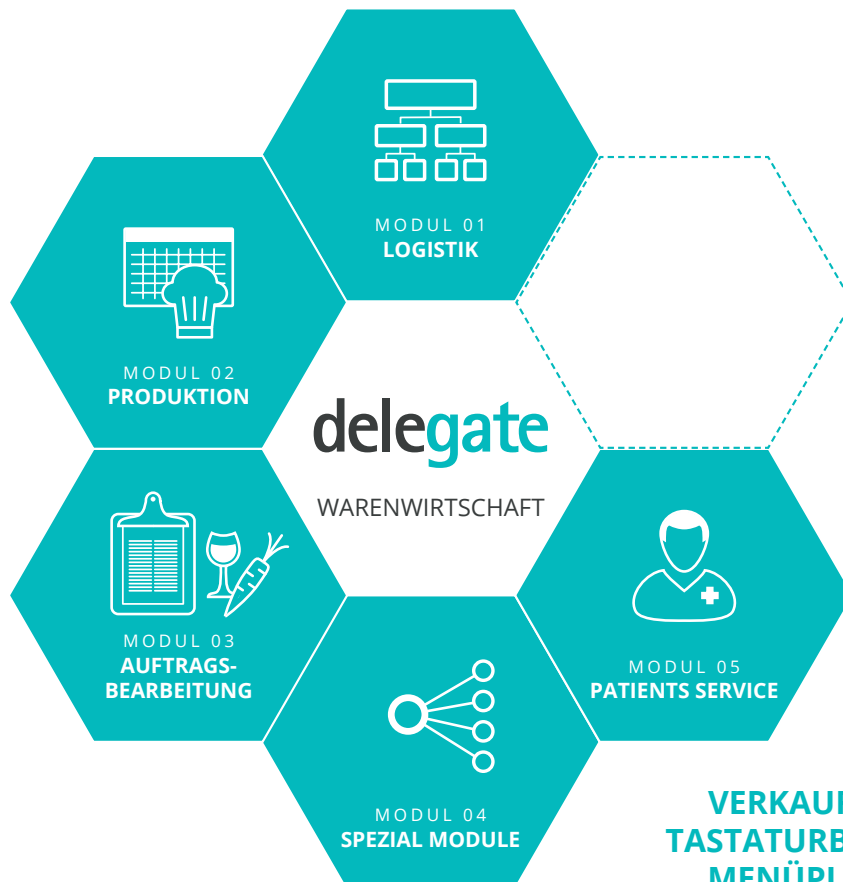 MODUL 01
LOGISTIK
MODUL 02
PRODUKTION
delegate
WARENWIRTSCHAFT
MODUL 03
AUFTRAGS-
BEARBEITUNG
MODUL 05
PATIENTS SERVICE
MODUL 04
SPEZIAL MODULE